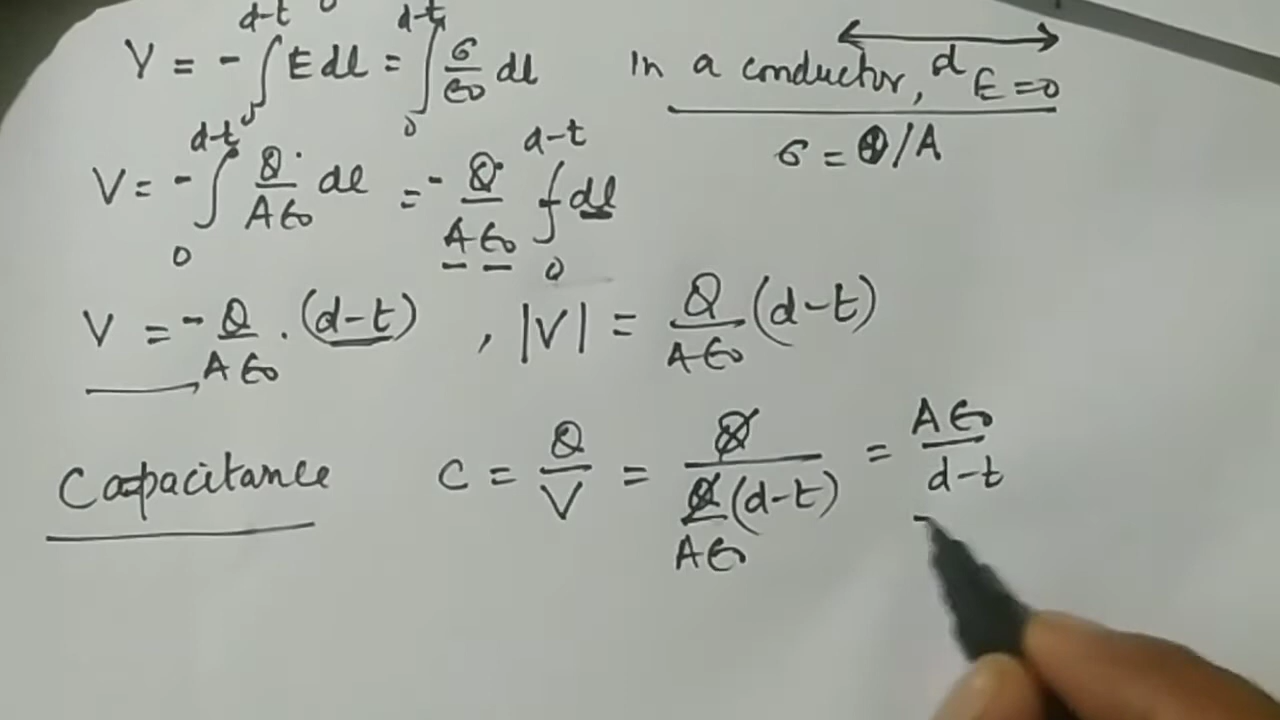 V = - ∫₀^{d-t} E dl = ∫₀^{d-t} σ/ε₀ dl
d
In a conductor, E = 0
σ = Q/A
V = - ∫₀^{d-t} Q/Aε₀ dl = - Q/Aε₀ ∫₀^{d-t} dl
V = - Q/Aε₀ . (d-t) , |V| = Q/Aε₀ (d-t)
Capacitance C = Q/V = Q/(Q/Aε₀ (d-t)) = Aε₀/d-t